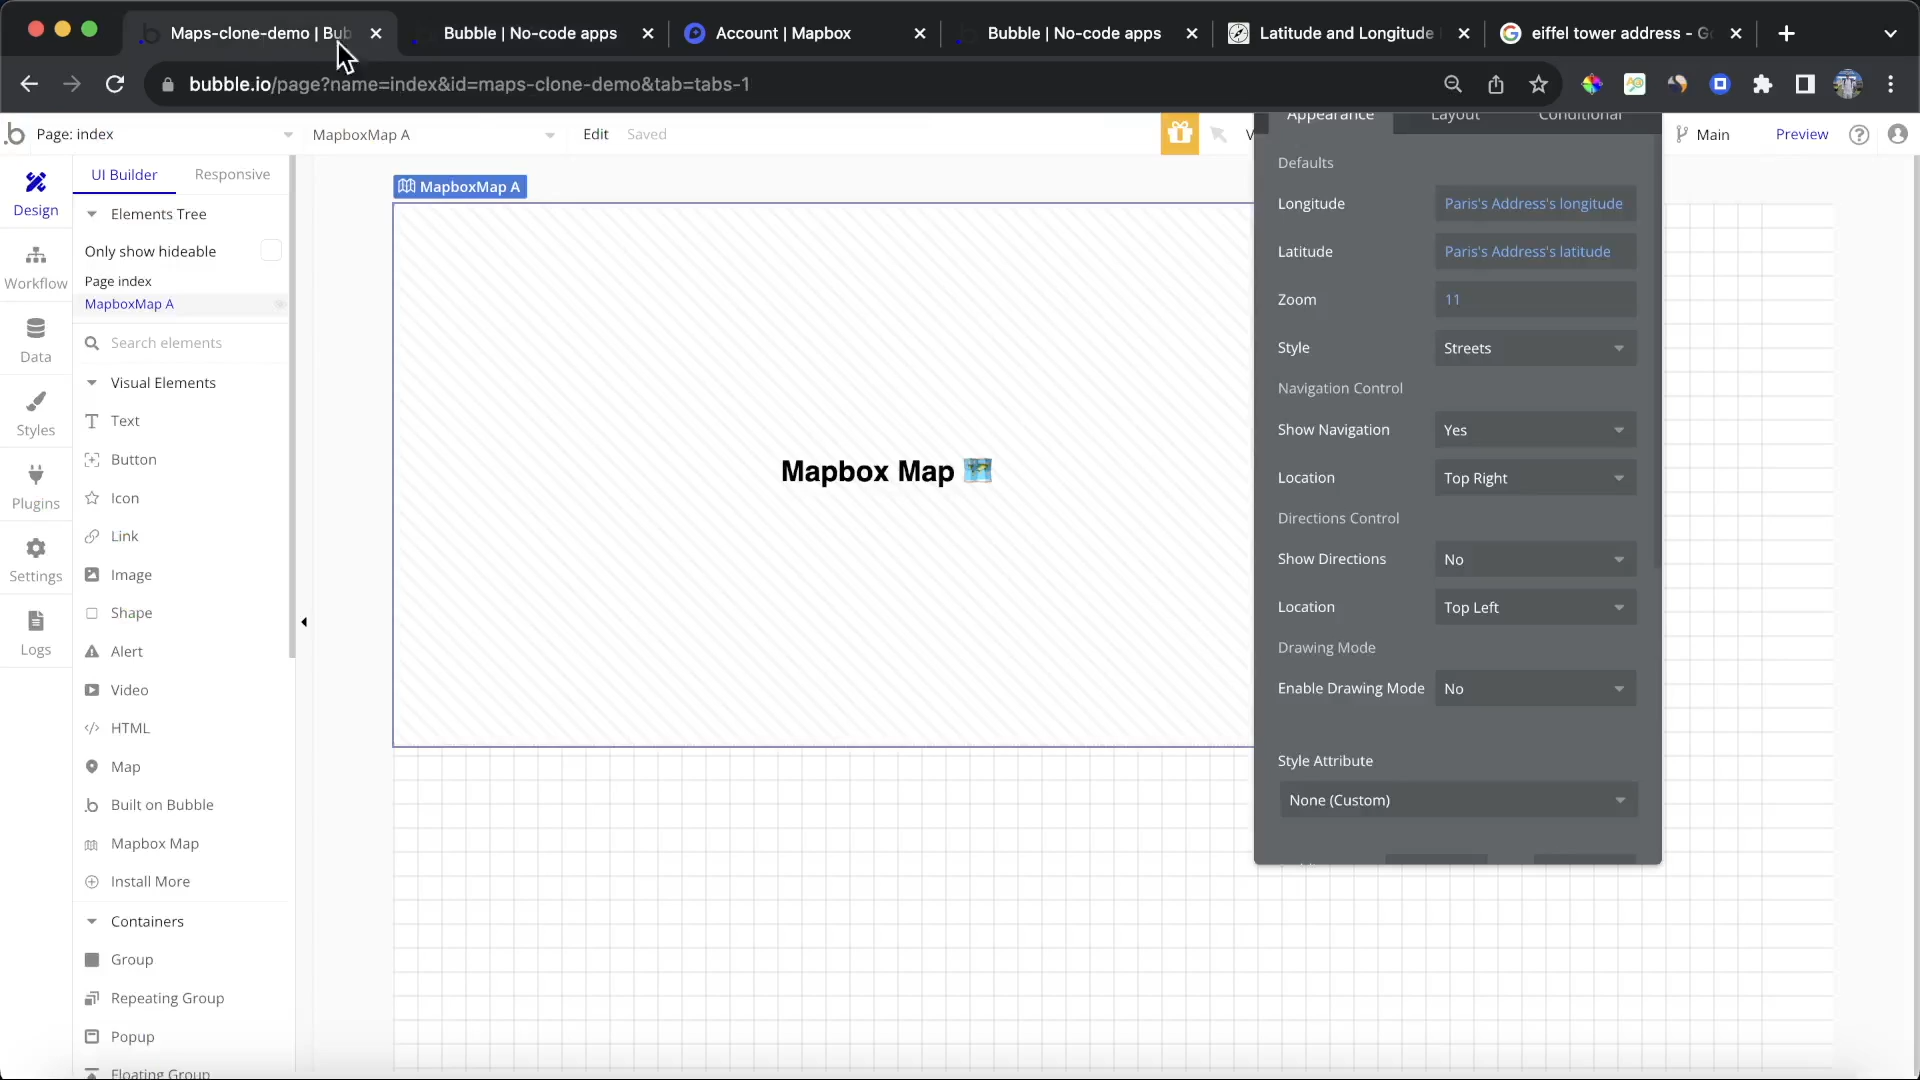 Maps-clone-demo | Bub
Bubble | No-code apps
Account | Mapbox
Bubble | No-code apps
Latitude and Longitude
eiffel tower address - Go
bubble.io/page?name=index&id=maps-clone-demo&tab=tabs-1
Page: index
MapboxMap A
Edit
Saved
V
Main
Preview
Appearance
Layout
Conditional
UI Builder
Responsive
Design
Workflow
Data
Styles
Plugins
Settings
Logs
Elements Tree
Only show hideable
Page index
MapboxMap A
Search elements
Visual Elements
Text
Button
Icon
Link
Image
Shape
Alert
Video
HTML
Map
Built on Bubble
Mapbox Map
Install More
Containers
Group
Repeating Group
Popup
Floating Group
MapboxMap A
Mapbox Map
Defaults
Longitude
Paris's Address's longitude
Latitude
Paris's Address's latitude
Zoom
11
Style
Streets
Navigation Control
Show Navigation
Yes
Location
Top Right
Directions Control
Show Directions
No
Location
Top Left
Drawing Mode
Enable Drawing Mode
No
Style Attribute
None (Custom)